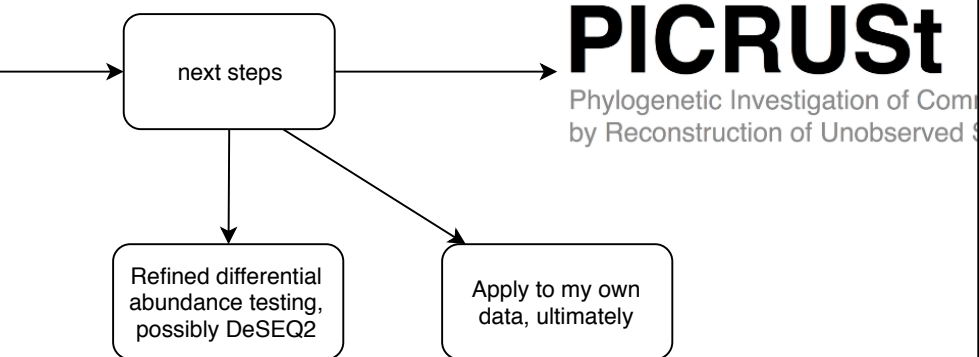 PICRUSt
next steps
Phylogenetic Investigation of
by Reconstruction of Unobserved
Refined differential
abundance testing,
possibly DeSEQ2
Apply to my own
data, ultimately